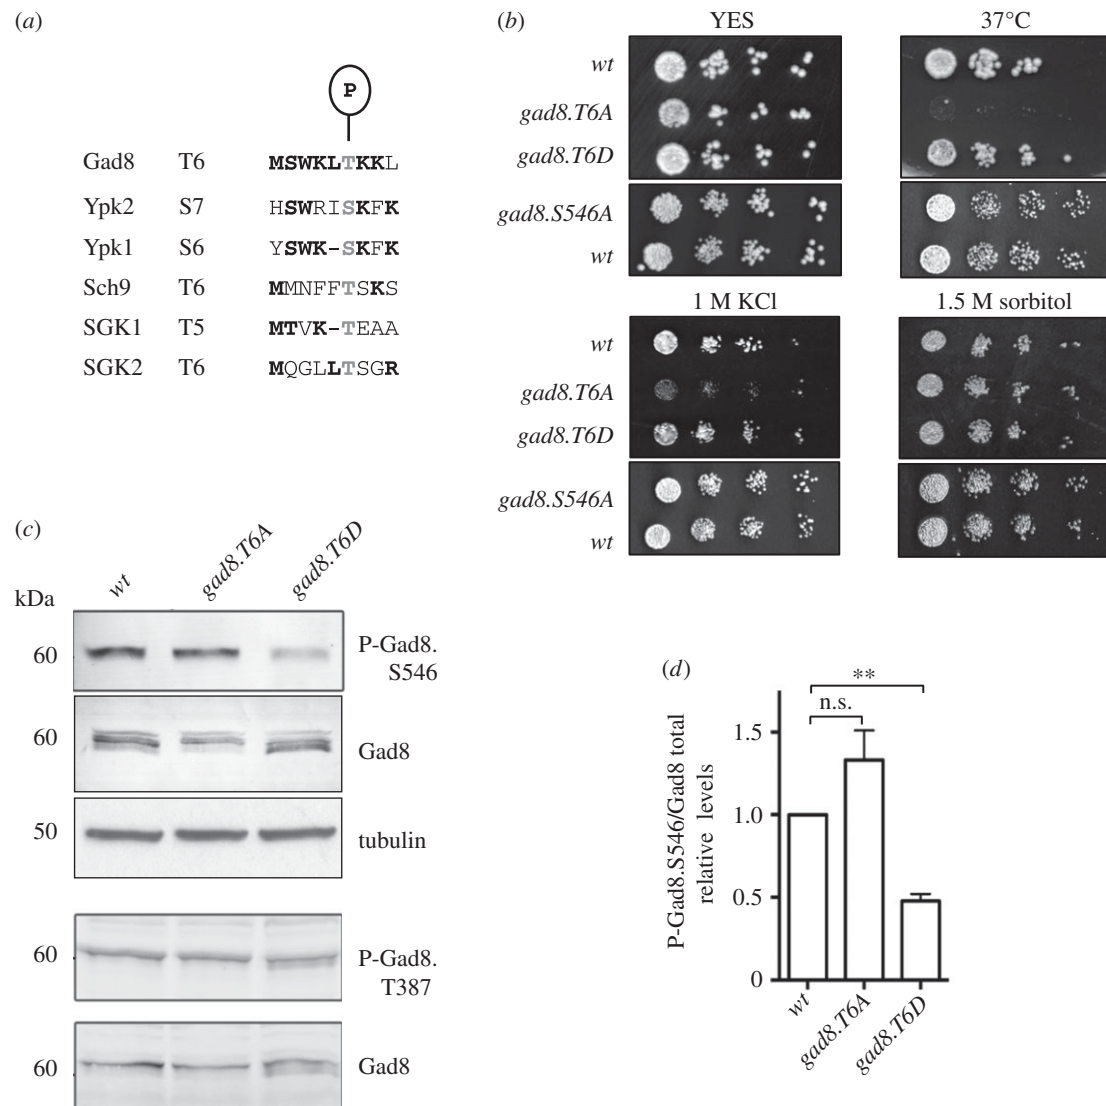 (a)
P
Gad8 T6 MSWKLTKKL
Ypk2 S7 HSWRISKFK
Ypk1 S6 YSWK-SKFK
Sch9 T6 MMNFFTSKS
SGK1 T5 MTVK-TEAA
SGK2 T6 MQGLLTSGR
(b)
YES 37°C
wt
gad8.T6A
gad8.T6D
gad8.S546A
wt
1 M KCl 1.5 M sorbitol
wt
gad8.T6A
gad8.T6D
gad8.S546A
wt
(c)
wt gad8.T6A gad8.T6D
kDa
60 P-Gad8.
S546
60 Gad8
50 tubulin
60 P-Gad8.
T387
60 Gad8
(d)
**
n.s.
P-Gad8.S546/Gad8 total
relative levels
1.5
1.0
0.5
0
wt gad8.T6A gad8.T6D